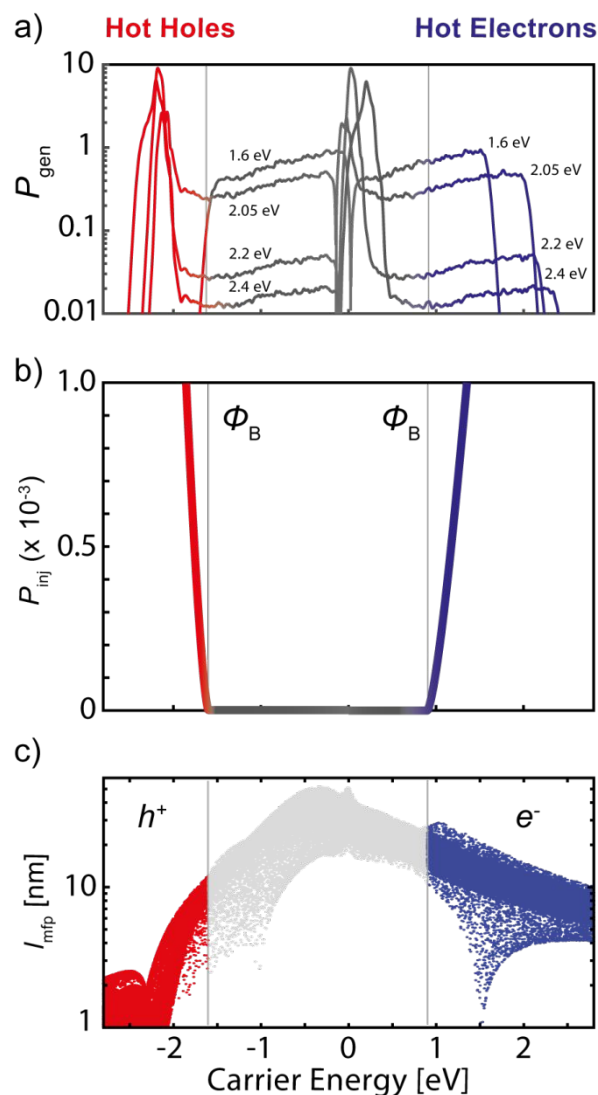 a)
Hot Holes
Hot Electrons
10
1
0.1
0.01
P gen
1.6 eV
2.05 eV
2.2 eV
2.4 eV
1.6 eV
2.05 eV
2.2 eV
2.4 eV
b)
1.0
0.5
0
P inj (x 10⁻³)
Φ B
Φ B
c)
h⁺
e⁻
10
1
l mfp [nm]
-2 -1 0 1 2
Carrier Energy [eV]